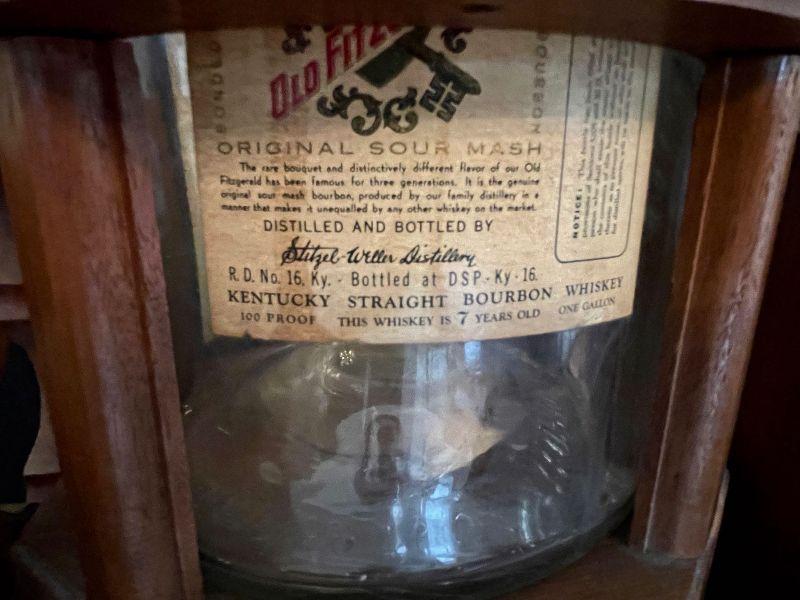 OLD FITZ
ORIGINAL SOUR MASH
The rare bouquet and distinctively different flavor of our Old
Fitzgerald has been famous for three generations. It is the genuine
original sour mash bourbon, produced by our family distillery in a
manner that makes it unequalled by any other whiskey on the market.
DISTILLED AND BOTTLED BY
Stitzel-Weller Distillery
R.D. No. 16, Ky. - Bottled at DSP-Ky-16.
KENTUCKY STRAIGHT BOURBON WHISKEY
100 PROOF THIS WHISKEY IS 7 YEARS OLD ONE GALLON
BONDED
BOURBON
NOTICE: